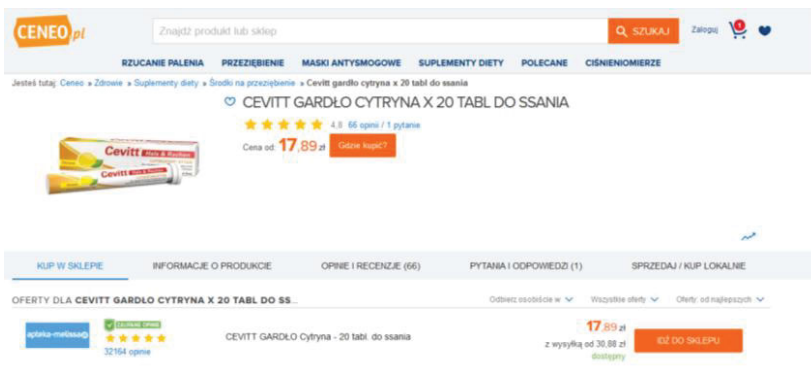 CENEO pl
Znajdź produkt lub sklep
SZUKAJ
Zaloguj
RZUCANIE PALENIA PRZEZIĘBIENIE MASKI ANTYSMOGOWE SUPLEMENTY DIETY POLECANE CIŚNIENIOMIERZE
Jesteś tutaj: Ceneo » Zdrowie » Suplementy diety » Środki na przeziębienie » Cevitt gardło cytryna x 20 tabl do ssania
CEVITT GARDŁO CYTRYNA X 20 TABL DO SSANIA
4,8 66 opinii / 1 pytanie
Cena od: 17,89 zł Gdzie kupić?
Cevitt
Cevitt
KUP W SKLEPIE INFORMACJE O PRODUKCIE OPINIE I RECENZJE (66) PYTANIA I ODPOWIEDZI (1) SPRZEDAJ / KUP LOKALNIE
OFERTY DLA CEVITT GARDŁO CYTRYNA X 20 TABL DO SS...
Odbierz osobiście w Wszystkie oferty Oferty: od najlepszych
apteka-melissa
ZAUFANE OPINIE
32164 opinie
CEVITT GARDŁO Cytryna - 20 tabl. do ssania
17,89 zł
z wysyłką od 30,88 zł
dostępny
IDŹ DO SKLEPU